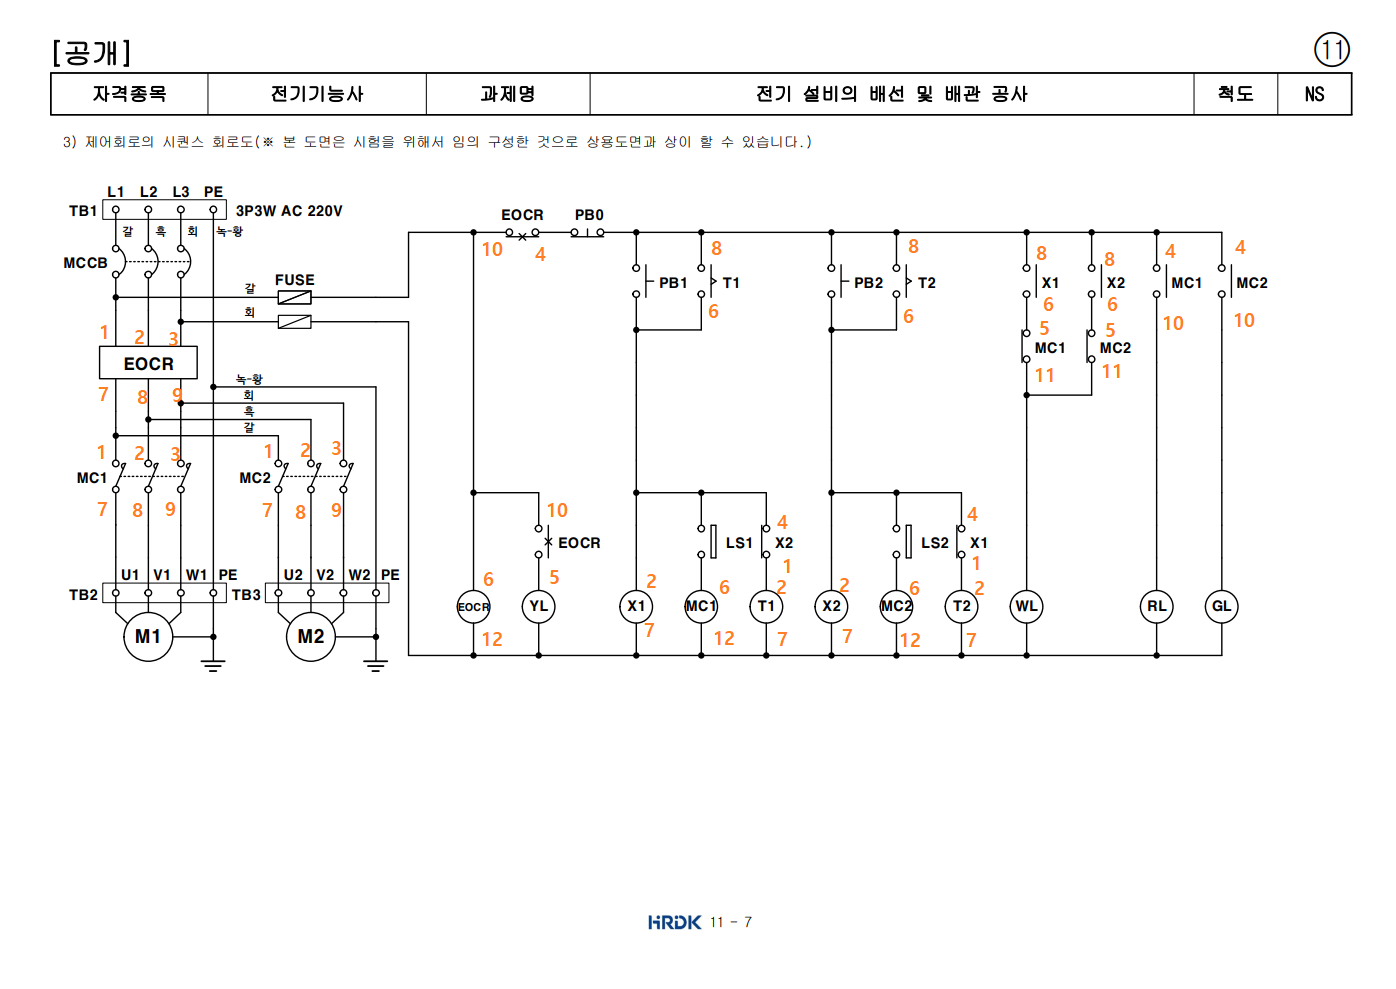 [공개]
⑪
자격종목 전기기능사 과제명 전기 설비의 배선 및 배관 공사 척도 NS
3) 제어회로의 시퀀스 회로도(※ 본 도면은 시험을 위해서 임의 구성한 것으로 상용도면과 상이 할 수 있습니다.)
L1 L2 L3 PE
TB1 3P3W AC 220V
갈 흑 회 녹-황
EOCR PB0
10 4
MCCB
FUSE
갈
회
8 8 8 8 4 4
PB1 T1 PB2 T2 X1 X2 MC1 MC2
6 6 6 6 10 10
1 2 3
EOCR
7 8 9
5 5
MC1 MC2
11 11
녹-황
회
흑
갈
1 2 3 1 2 3
MC1 MC2
7 8 9 7 8 9
10 4 4
EOCR LS1 X2 LS2 X1
5 1 1
U1 V1 W1 PE U2 V2 W2 PE
TB2 TB3
6 2 6 2 2 6 2
EOCR YL X1 MC1 T1 X2 MC2 T2 WL RL GL
12 7 12 7 7 12 7
M1 M2
HRDK 11 - 7